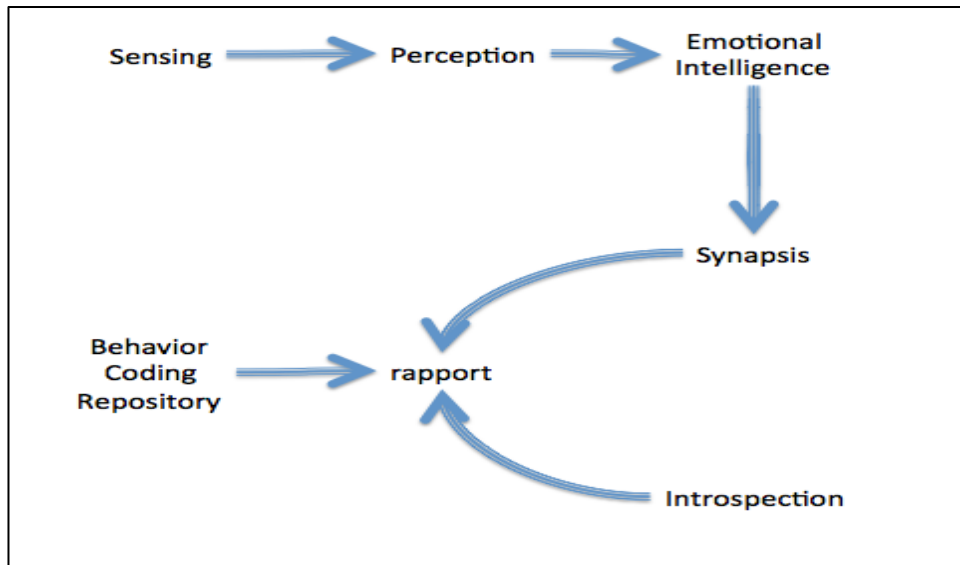 Sensing
Perception
Emotional
Intelligence
Synapsis
Behavior
Coding
Repository
rapport
Introspection